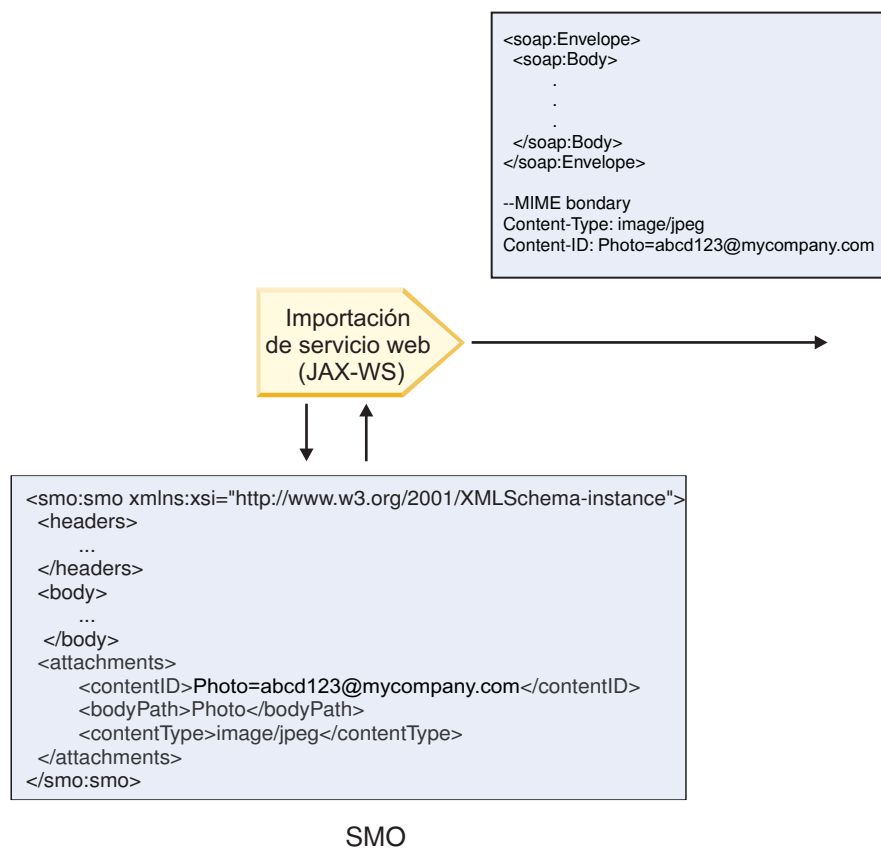 <soap:Envelope>
<soap:Body>
.
.
.
</soap:Body>
</soap:Envelope>
--MIME bondary
Content-Type: image/jpeg
Content-ID: Photo=abcd123@mycompany.com
Importación
de servicio web
(JAX-WS)
<smo:smo xmlns:xsi="http://www.w3.org/2001/XMLSchema-instance">
<headers>
...
</headers>
<body>
...
</body>
<attachments>
<contentID>Photo=abcd123@mycompany.com</contentID>
<bodyPath>Photo</bodyPath>
<contentType>image/jpeg</contentType>
</attachments>
</smo:smo>
SMO